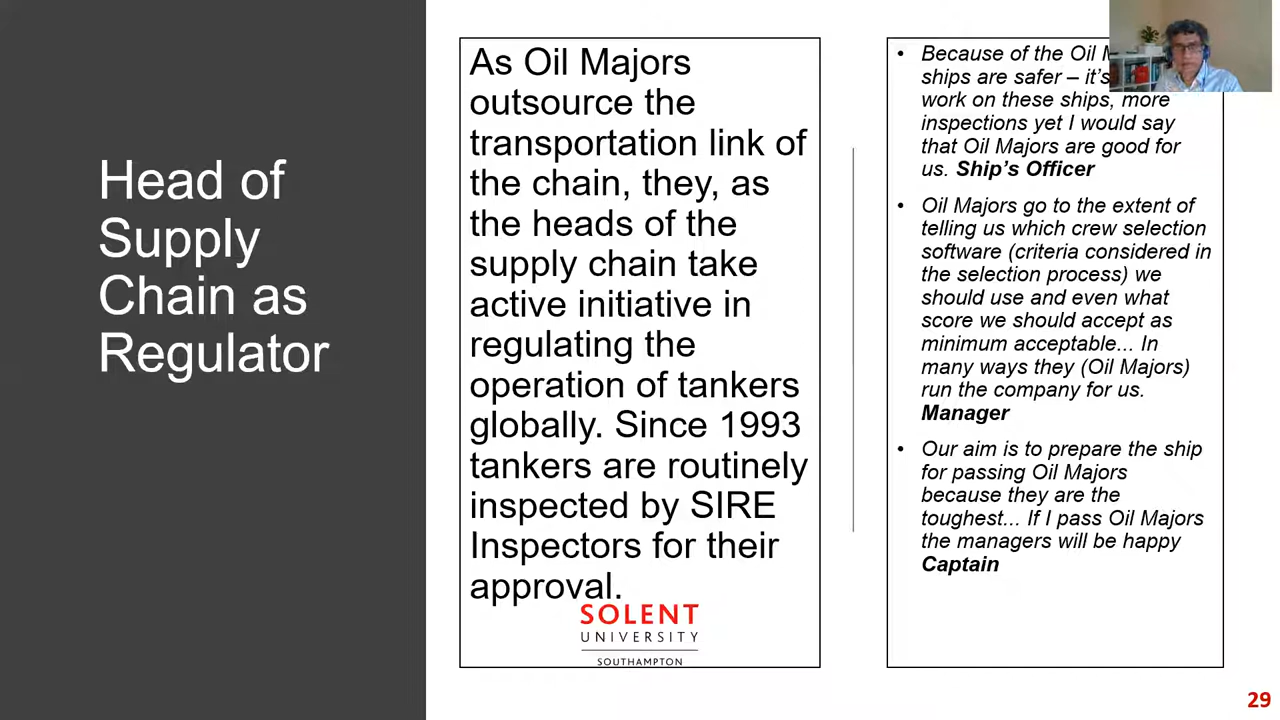 Head of
Supply
Chain as
Regulator
As Oil Majors
outsource the
transportation link of
the chain, they, as
the heads of the
supply chain take
active initiative in
regulating the
operation of tankers
globally. Since 1993
tankers are routinely
inspected by SIRE
Inspectors for their
approval.
SOLENT
UNIVERSITY
SOUTHAMPTON
• Because of the Oil
ships are safer – it's
work on these ships, more
inspections yet I would say
that Oil Majors are good for
us. Ship's Officer
• Oil Majors go to the extent of
telling us which crew selection
software (criteria considered in
the selection process) we
should use and even what
score we should accept as
minimum acceptable... In
many ways they (Oil Majors)
run the company for us.
Manager
• Our aim is to prepare the ship
for passing Oil Majors
because they are the
toughest... If I pass Oil Majors
the managers will be happy
Captain
29